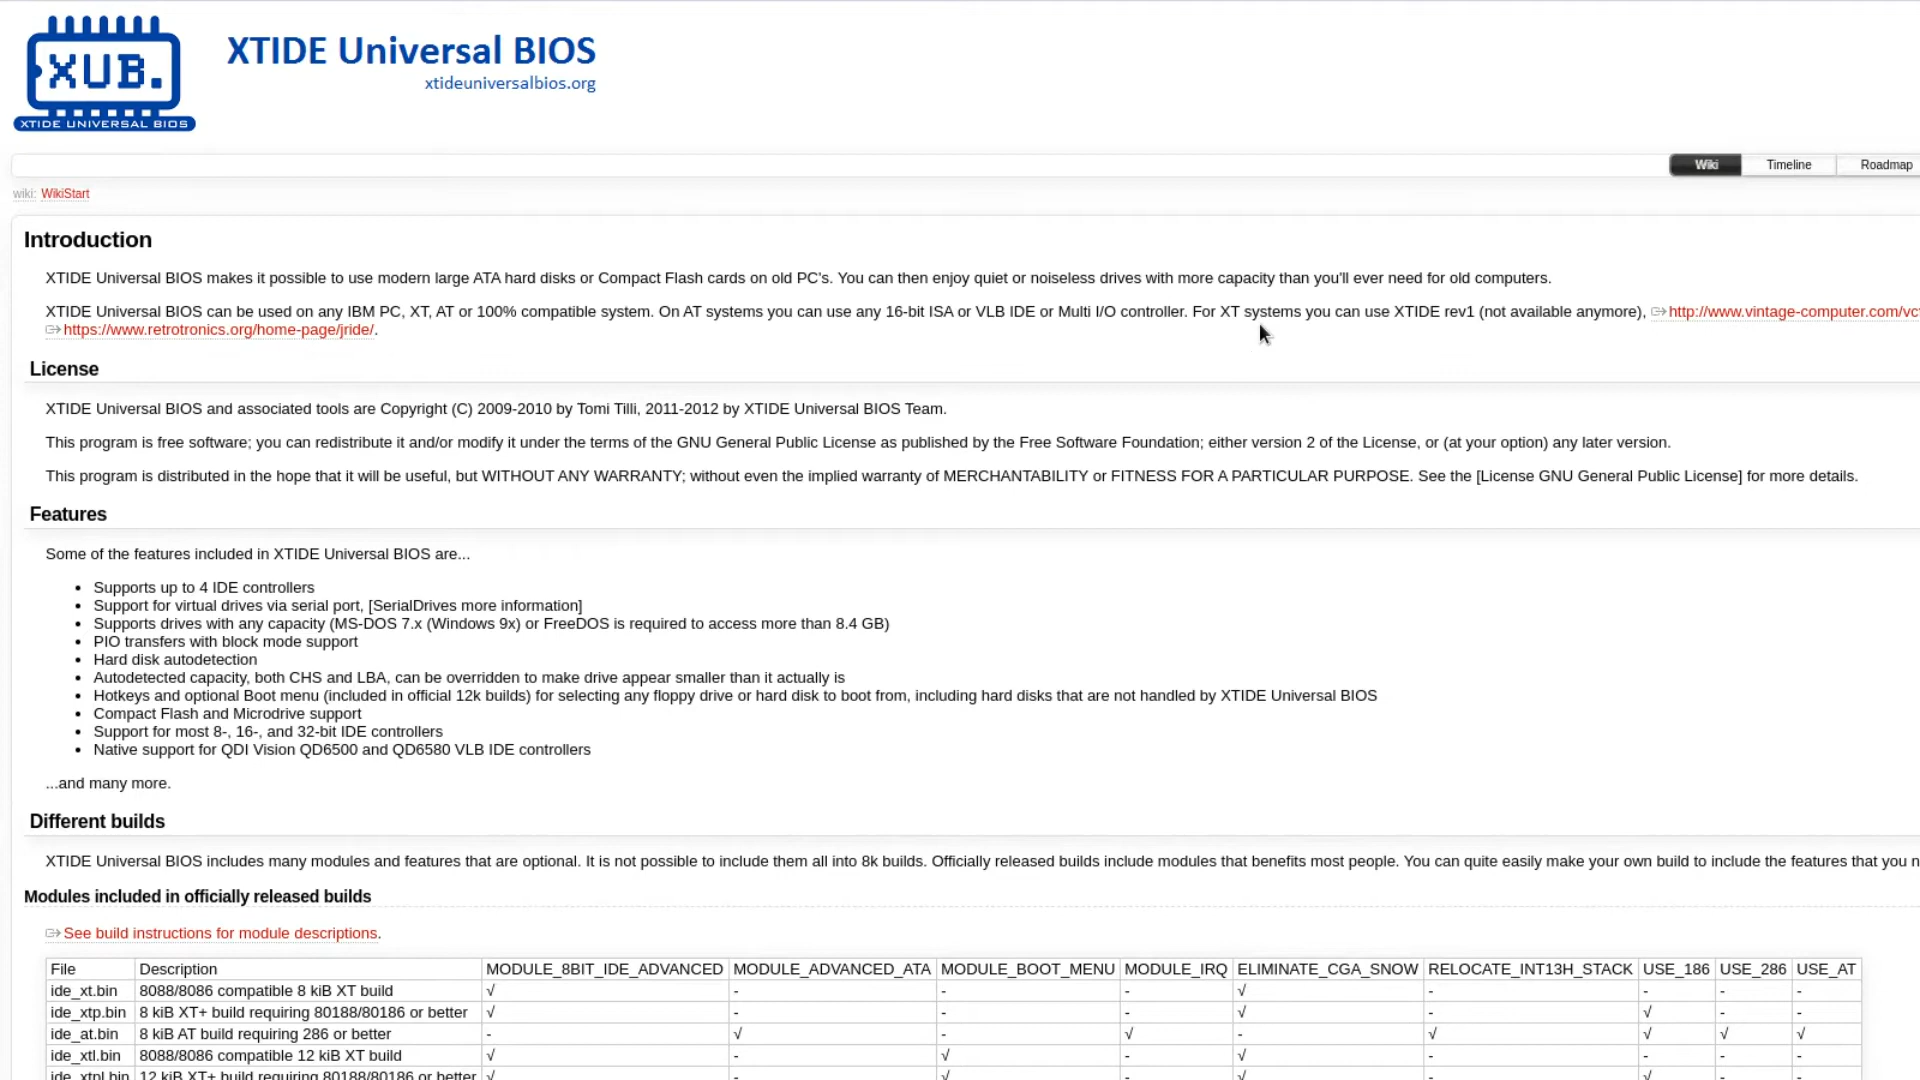 XUB.
XTIDE UNIVERSAL BIOS
XTIDE Universal BIOS
xtideuniversalbios.org
Wiki Timeline Roadmap
wiki: WikiStart
Introduction
XTIDE Universal BIOS makes it possible to use modern large ATA hard disks or Compact Flash cards on old PC's. You can then enjoy quiet or noiseless drives with more capacity than you'll ever need for old computers.
XTIDE Universal BIOS can be used on any IBM PC, XT, AT or 100% compatible system. On AT systems you can use any 16-bit ISA or VLB IDE or Multi I/O controller. For XT systems you can use XTIDE rev1 (not available anymore), http://www.vintage-computer.com/vc
https://www.retrotronics.org/home-page/jride/.
License
XTIDE Universal BIOS and associated tools are Copyright (C) 2009-2010 by Tomi Tilli, 2011-2012 by XTIDE Universal BIOS Team.
This program is free software; you can redistribute it and/or modify it under the terms of the GNU General Public License as published by the Free Software Foundation; either version 2 of the License, or (at your option) any later version.
This program is distributed in the hope that it will be useful, but WITHOUT ANY WARRANTY; without even the implied warranty of MERCHANTABILITY or FITNESS FOR A PARTICULAR PURPOSE. See the [License GNU General Public License] for more details.
Features
Some of the features included in XTIDE Universal BIOS are...
• Supports up to 4 IDE controllers
• Support for virtual drives via serial port, [SerialDrives more information]
• Supports drives with any capacity (MS-DOS 7.x (Windows 9x) or FreeDOS is required to access more than 8.4 GB)
• PIO transfers with block mode support
• Hard disk autodetection
• Autodetected capacity, both CHS and LBA, can be overridden to make drive appear smaller than it actually is
• Hotkeys and optional Boot menu (included in official 12k builds) for selecting any floppy drive or hard disk to boot from, including hard disks that are not handled by XTIDE Universal BIOS
• Compact Flash and Microdrive support
• Support for most 8-, 16-, and 32-bit IDE controllers
• Native support for QDI Vision QD6500 and QD6580 VLB IDE controllers
...and many more.
Different builds
XTIDE Universal BIOS includes many modules and features that are optional. It is not possible to include them all into 8k builds. Officially released builds include modules that benefits most people. You can quite easily make your own build to include the features that you n
Modules included in officially released builds
See build instructions for module descriptions.
File Description MODULE_8BIT_IDE_ADVANCED MODULE_ADVANCED_ATA MODULE_BOOT_MENU MODULE_IRQ ELIMINATE_CGA_SNOW RELOCATE_INT13H_STACK USE_186 USE_286 USE_AT
ide_xt.bin 8088/8086 compatible 8 kiB XT build √ - - - √ - - - -
ide_xtp.bin 8 kiB XT+ build requiring 80188/80186 or better √ - - - √ - √ - -
ide_at.bin 8 kiB AT build requiring 286 or better - √ - √ - √ √ √ √
ide_xtl.bin 8088/8086 compatible 12 kiB XT build √ - √ - √ - - - -
ide_xtpl.bin 12 kiB XT+ build requiring 80188/80186 or better √ - √ - √ - √ - -